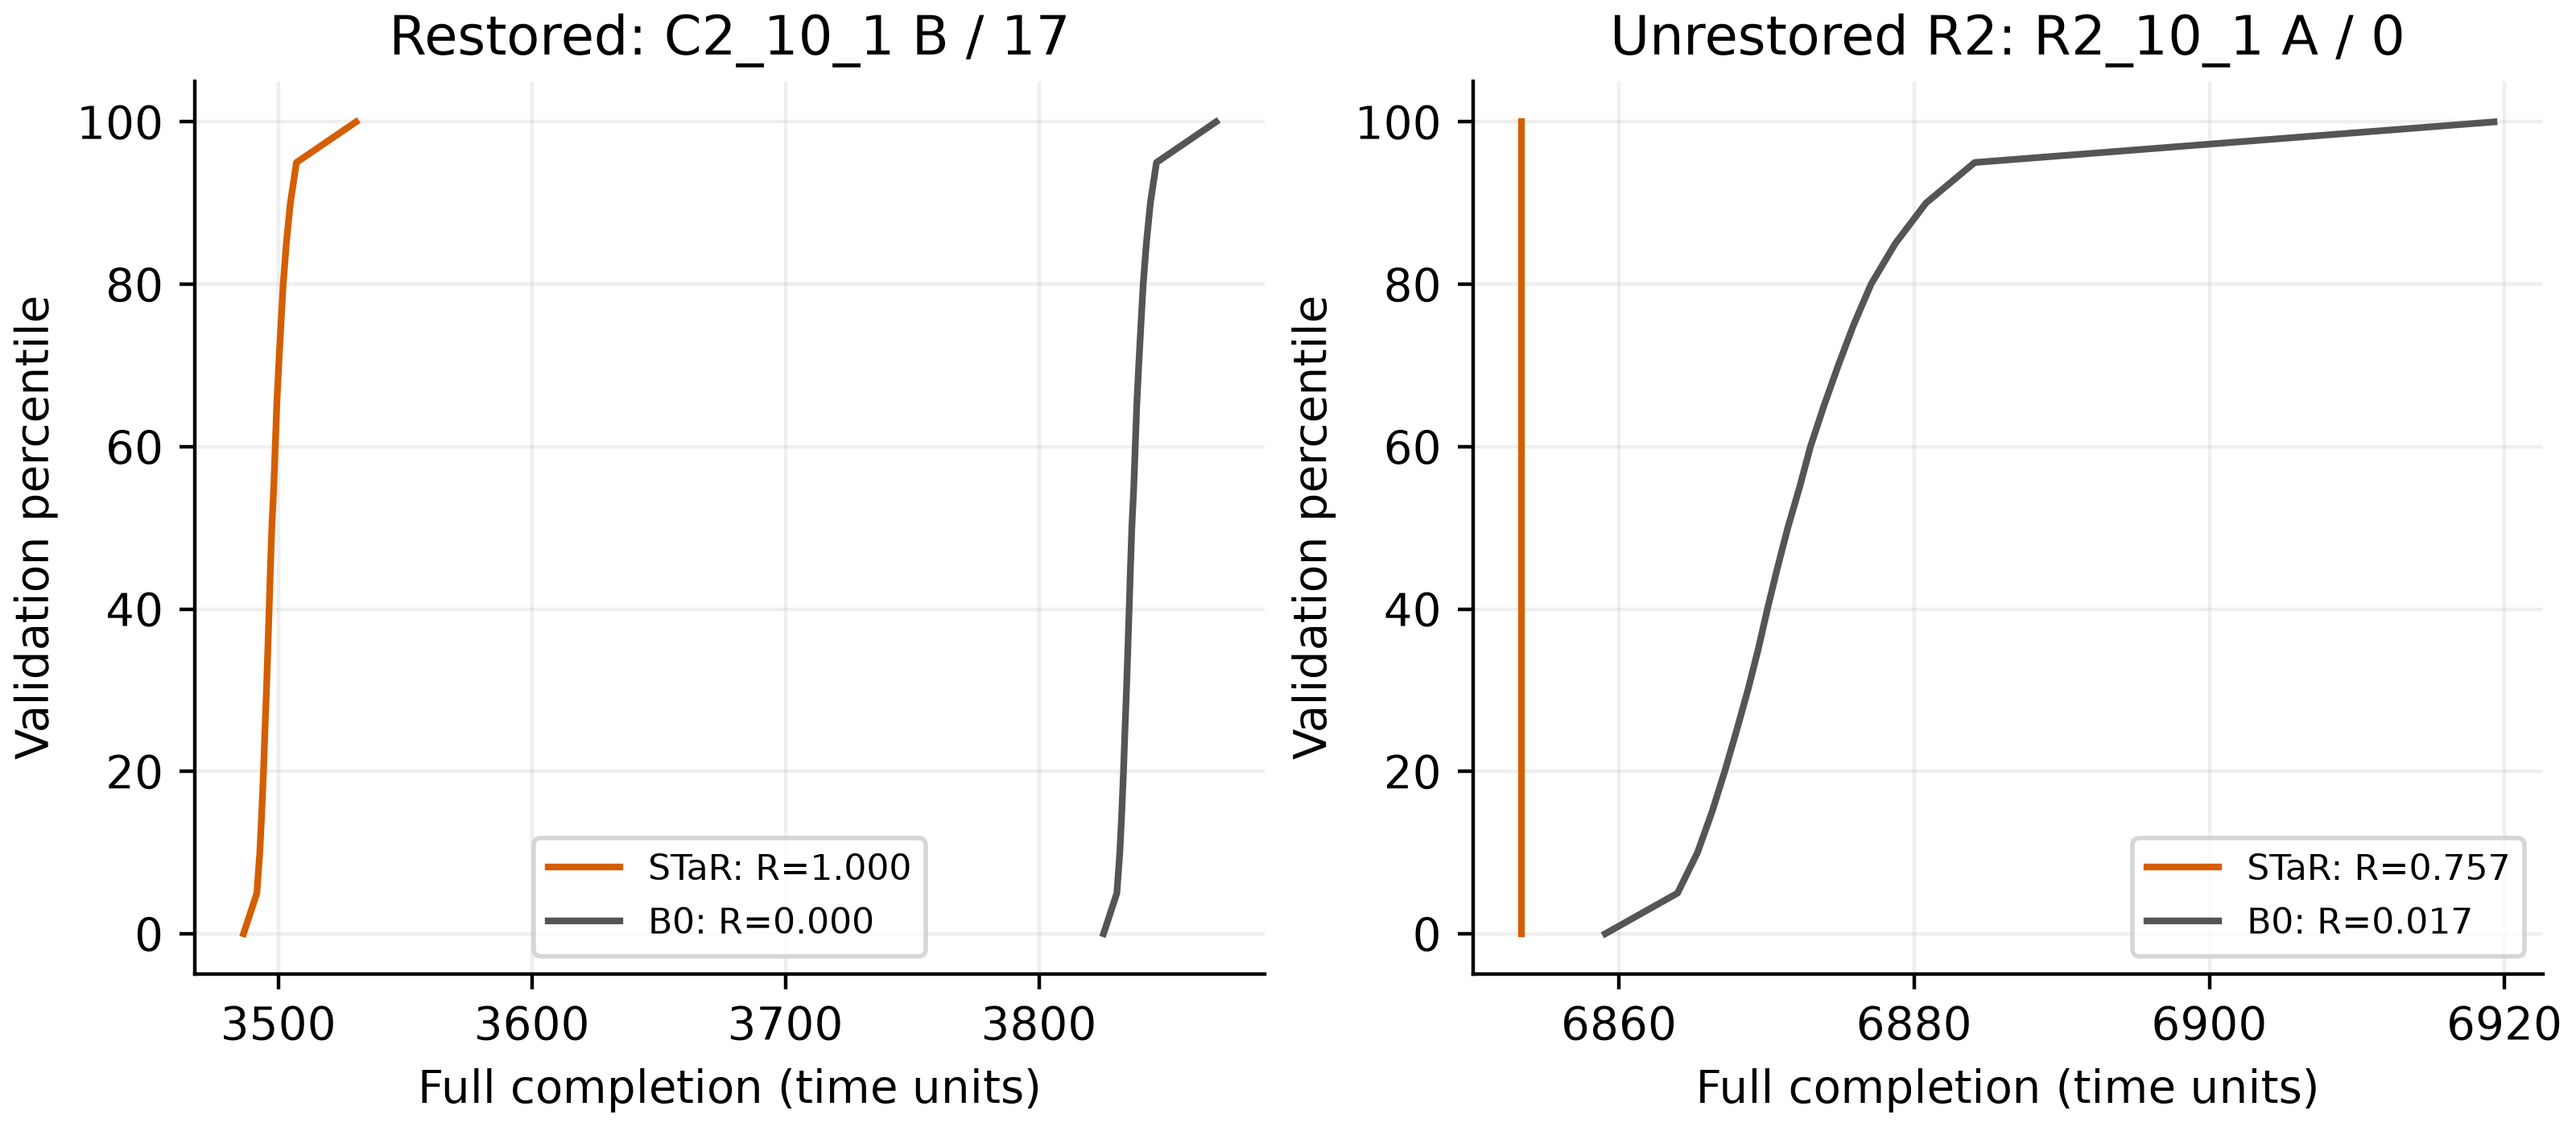 Restored: C2_10_1 B / 17
Validation percentile
100
80
60
40
20
0
STaR: R=1.000
B0: R=0.000
3500 3600 3700 3800
Full completion (time units)
Unrestored R2: R2_10_1 A / 0
Validation percentile
100
80
60
40
20
0
STaR: R=0.757
B0: R=0.017
6860 6880 6900 6920
Full completion (time units)